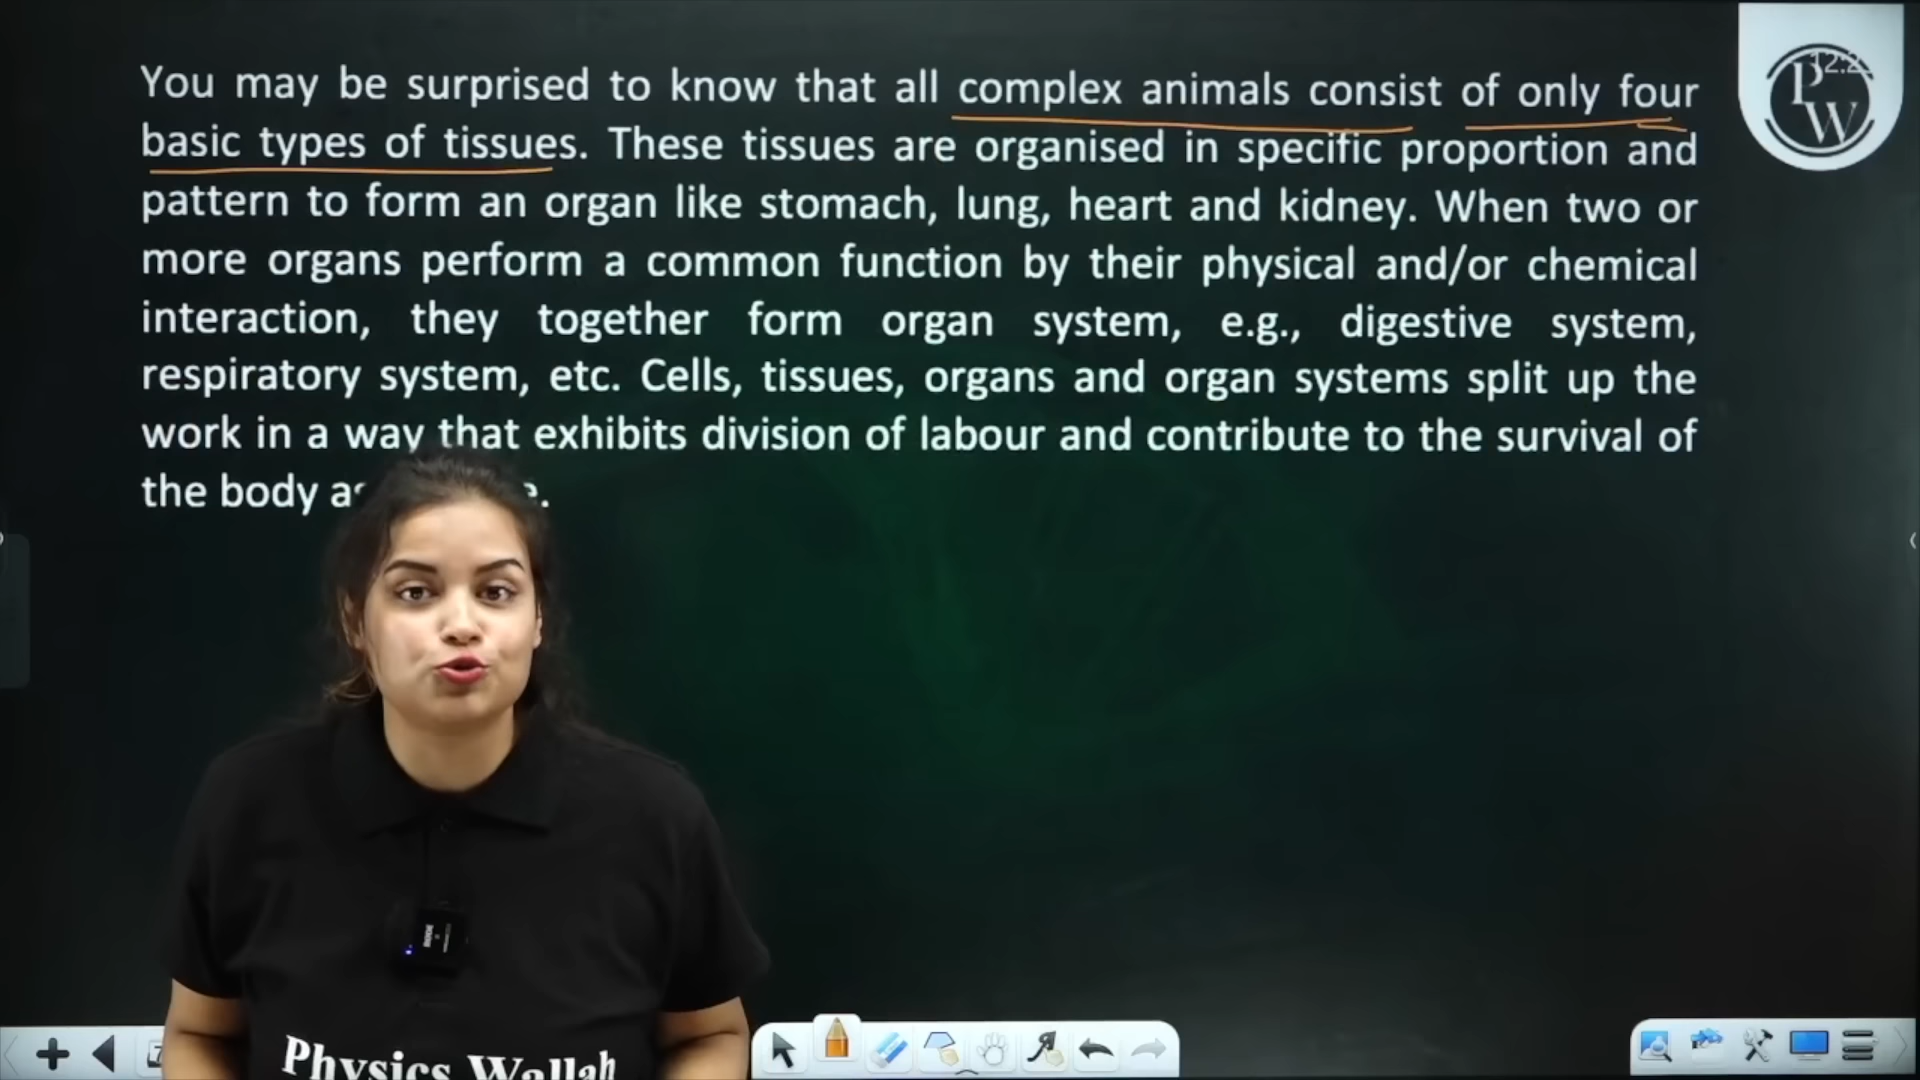 You may be surprised to know that all complex animals consist of only four
basic types of tissues. These tissues are organised in specific proportion and
pattern to form an organ like stomach, lung, heart and kidney. When two or
more organs perform a common function by their physical and/or chemical
interaction, they together form organ system, e.g., digestive system,
respiratory system, etc. Cells, tissues, organs and organ systems split up the
work in a way that exhibits division of labour and contribute to the survival of
the body
P
W
Physics Wallah